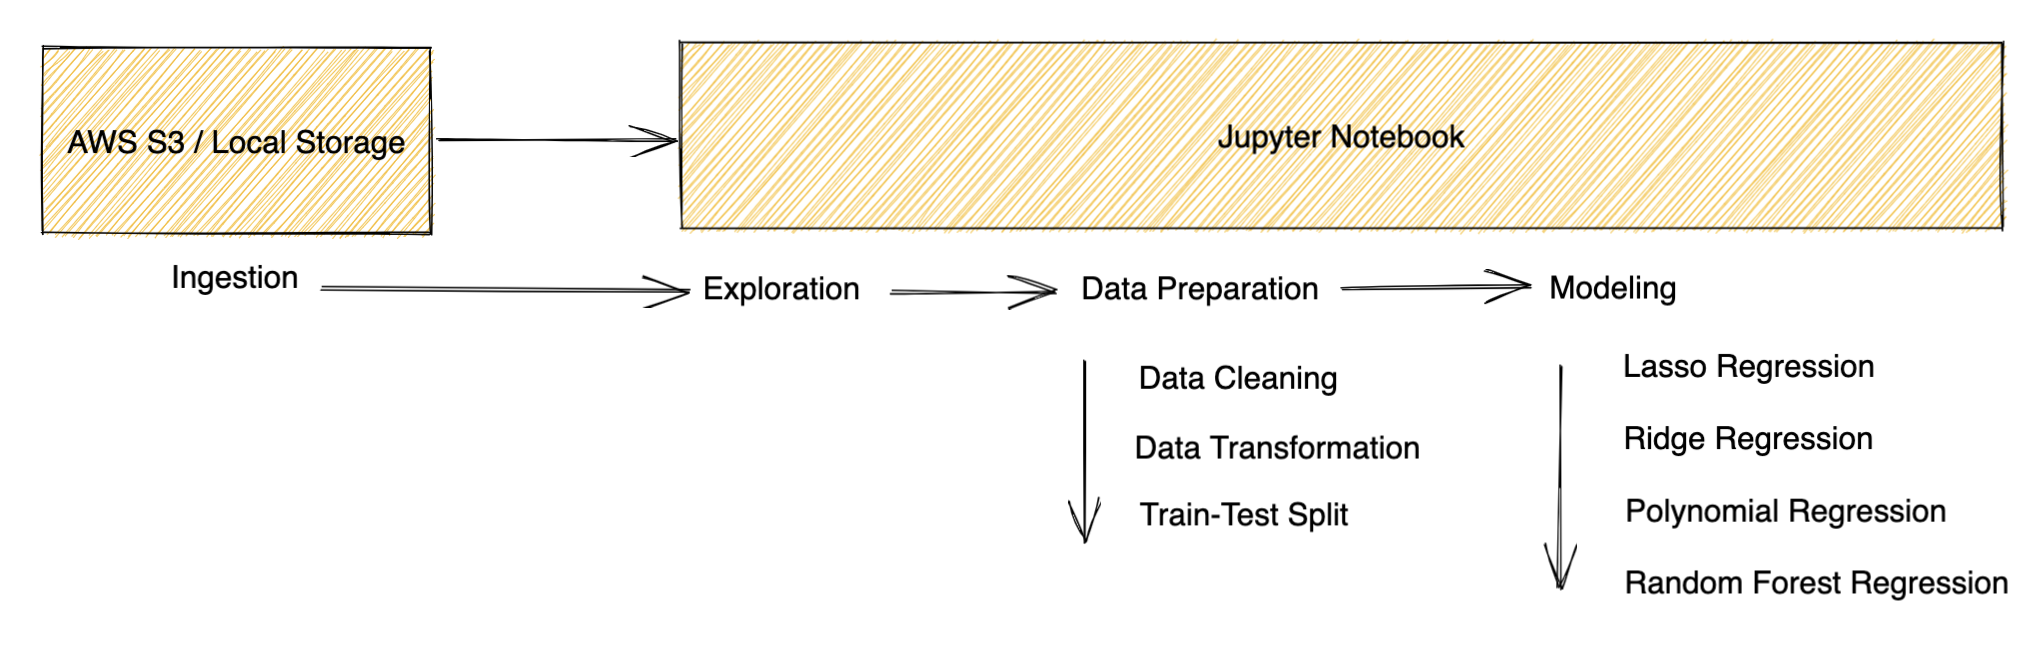 AWS S3 / Local Storage
Jupyter Notebook
Ingestion
Exploration
Data Preparation
Modeling
Data Cleaning
Data Transformation
Train-Test Split
Lasso Regression
Ridge Regression
Polynomial Regression
Random Forest Regression